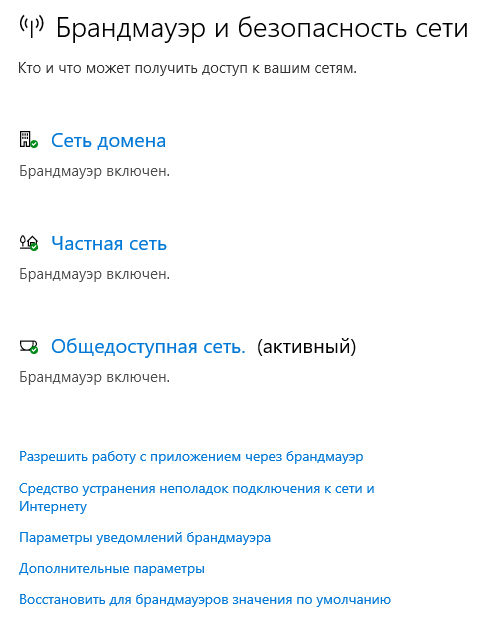 Брандмауэр и безопасность сети
Кто и что может получить доступ к вашим сетям.
Сеть домена
Брандмауэр включен.
Частная сеть
Брандмауэр включен.
Общедоступная сеть. (активный)
Брандмауэр включен.
Разрешить работу с приложением через брандмауэр
Средство устранения неполадок подключения к сети и
Интернету
Параметры уведомлений брандмауэра
Дополнительные параметры
Восстановить для брандмауэров значения по умолчанию